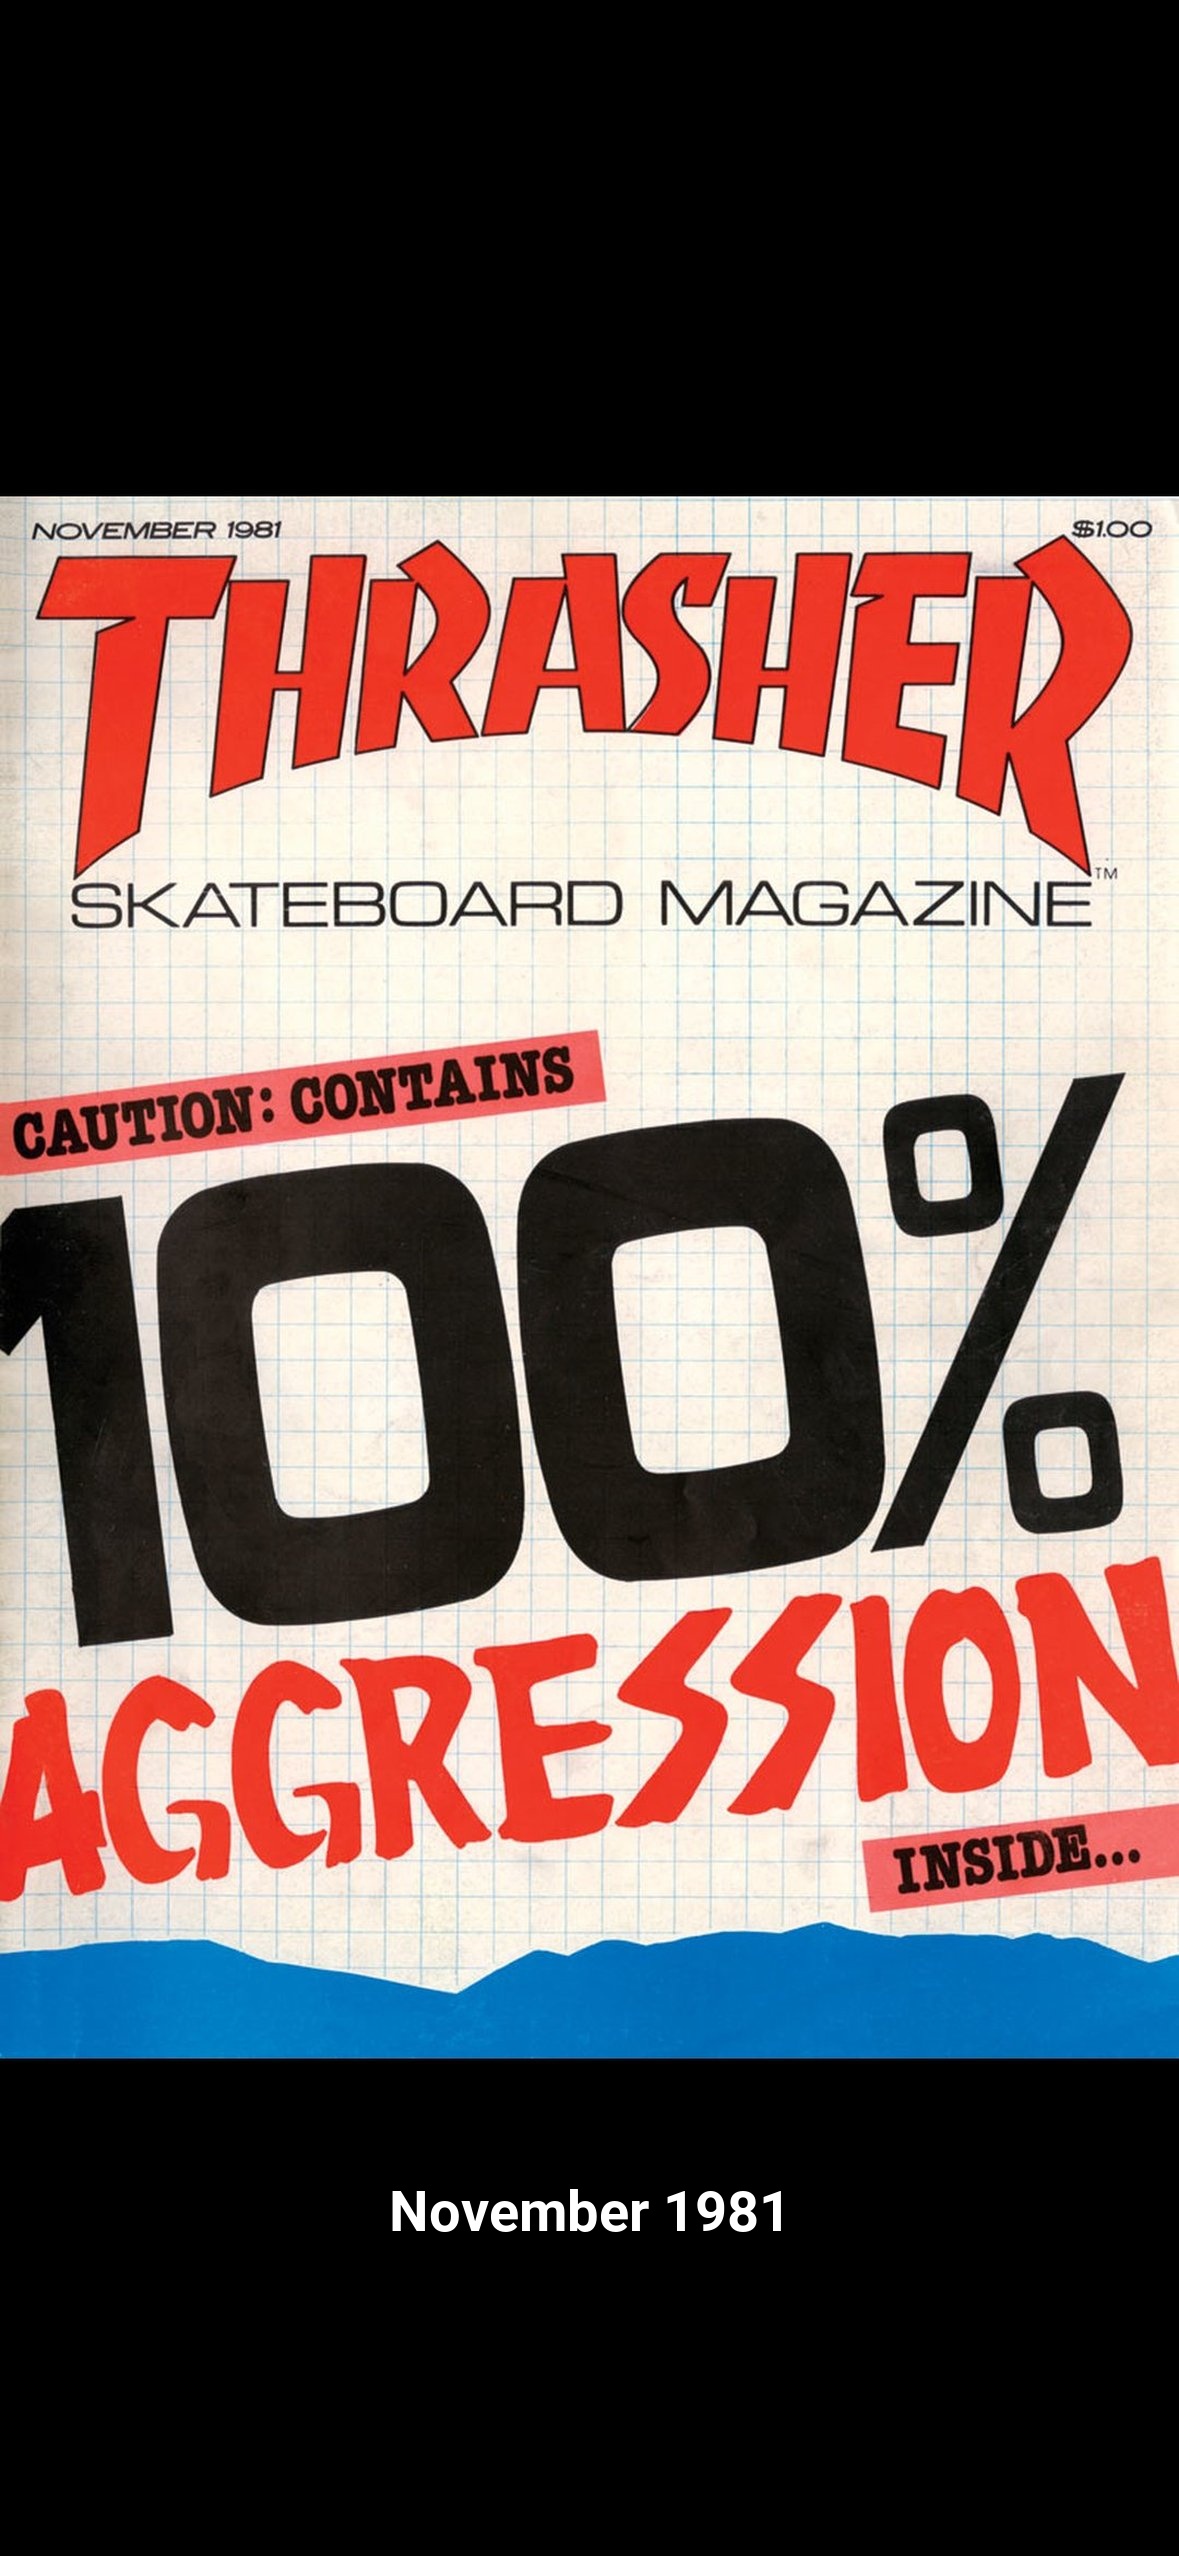 NOVEMBER 1981
$1.00
THRASHER
TM
SKATEBOARD MAGAZINE
CAUTION: CONTAINS
100%
AGGRESSION
INSIDE...
November 1981